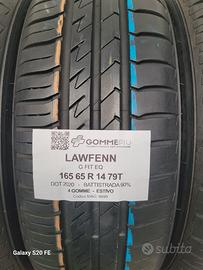 GOMMEPIU
LAWFENN
G FIT EQ
165 65 R 14 79T
DOT 2020 - BATTISTRADA 90%
4 GOMME - ESTIVO
Galaxy S20 FE
subito